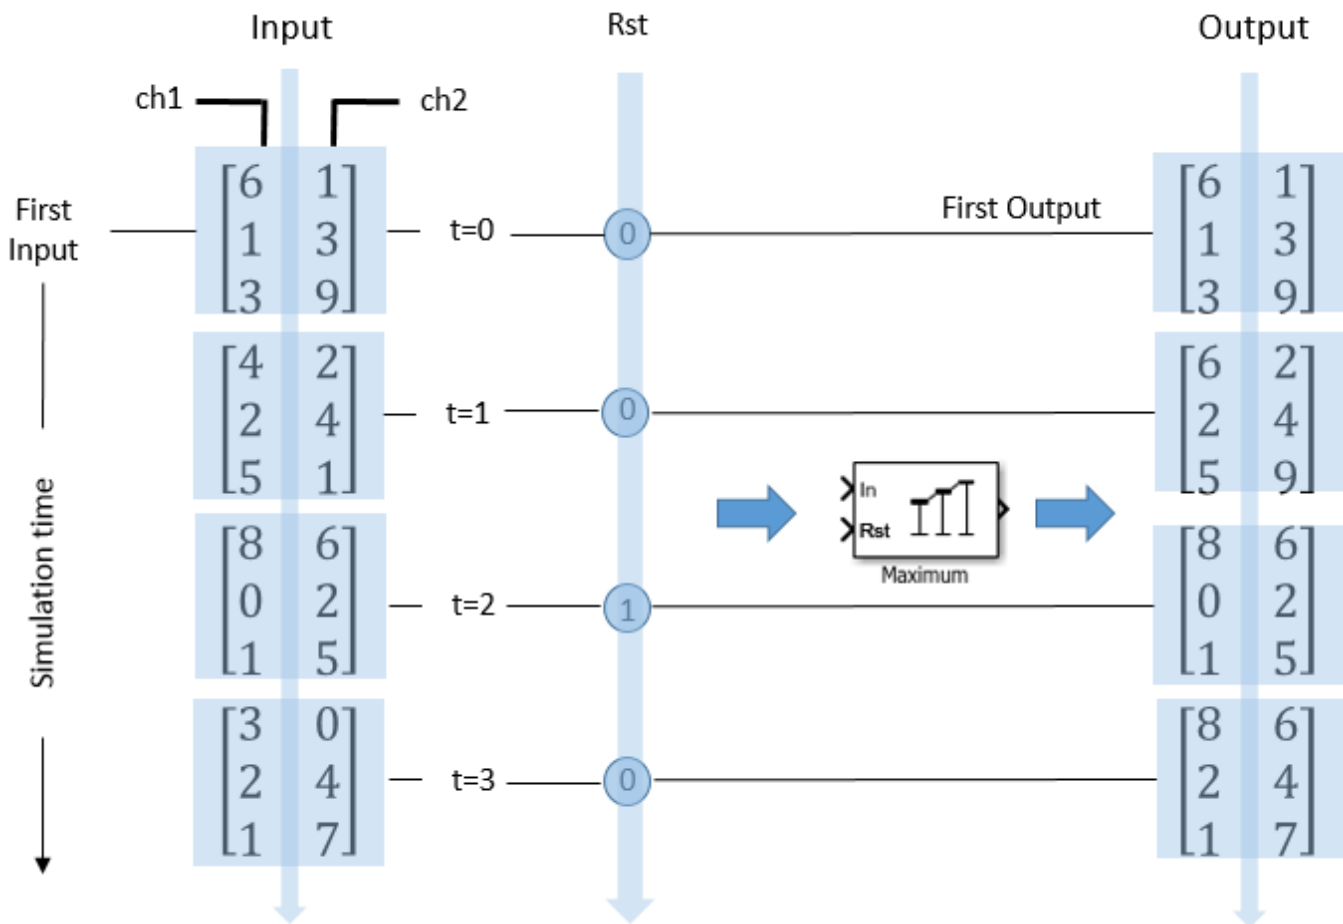 Input Rst Output
ch1 ch2
First Input
[6 1] t=0 0 First Output [6 1]
[1 3] [1 3]
[3 9] [3 9]
[4 2] t=1 0 [6 2]
[2 4] [2 4]
[5 1] [5 9]
In
Rst
Maximum
Simulation time
[8 6] t=2 1 [8 6]
[0 2] [0 2]
[1 5] [1 5]
[3 0] t=3 0 [8 6]
[2 4] [2 4]
[1 7] [1 7]